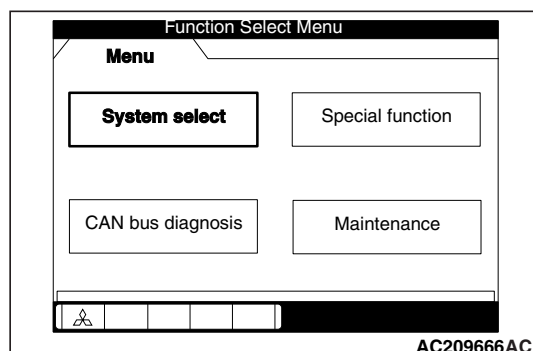 Function Select Menu
Menu
System select
Special function
CAN bus diagnosis
Maintenance
AC209666AC